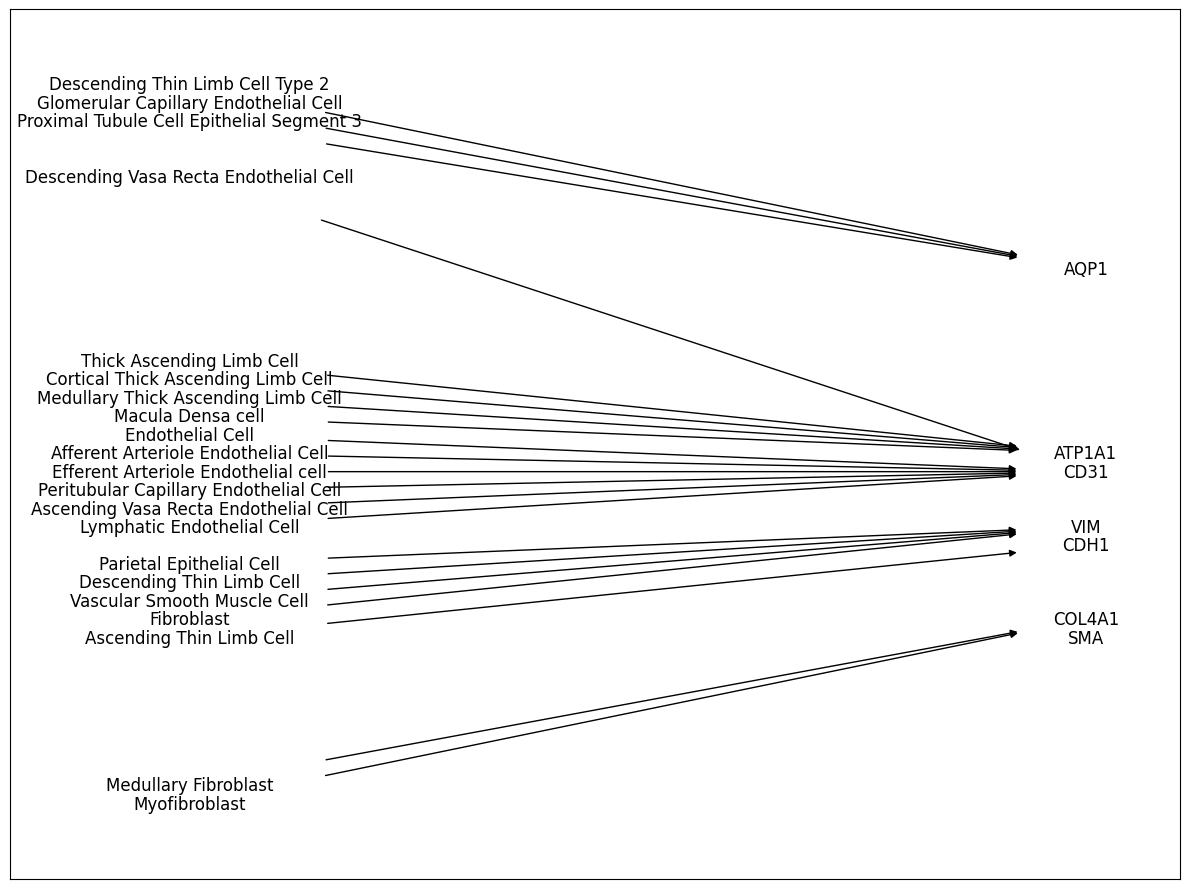 Descending Thin Limb Cell Type 2
Glomerular Capillary Endothelial Cell
Proximal Tubule Cell Epithelial Segment 3
Descending Vasa Recta Endothelial Cell
Thick Ascending Limb Cell
Cortical Thick Ascending Limb Cell
Medullary Thick Ascending Limb Cell
Macula Densa cell
Endothelial Cell
Afferent Arteriole Endothelial Cell
Efferent Arteriole Endothelial cell
Peritubular Capillary Endothelial Cell
Ascending Vasa Recta Endothelial Cell
Lymphatic Endothelial Cell
Parietal Epithelial Cell
Descending Thin Limb Cell
Vascular Smooth Muscle Cell
Fibroblast
Ascending Thin Limb Cell
Medullary Fibroblast
Myofibroblast
AQP1
ATP1A1
CD31
VIM
CDH1
COL4A1
SMA